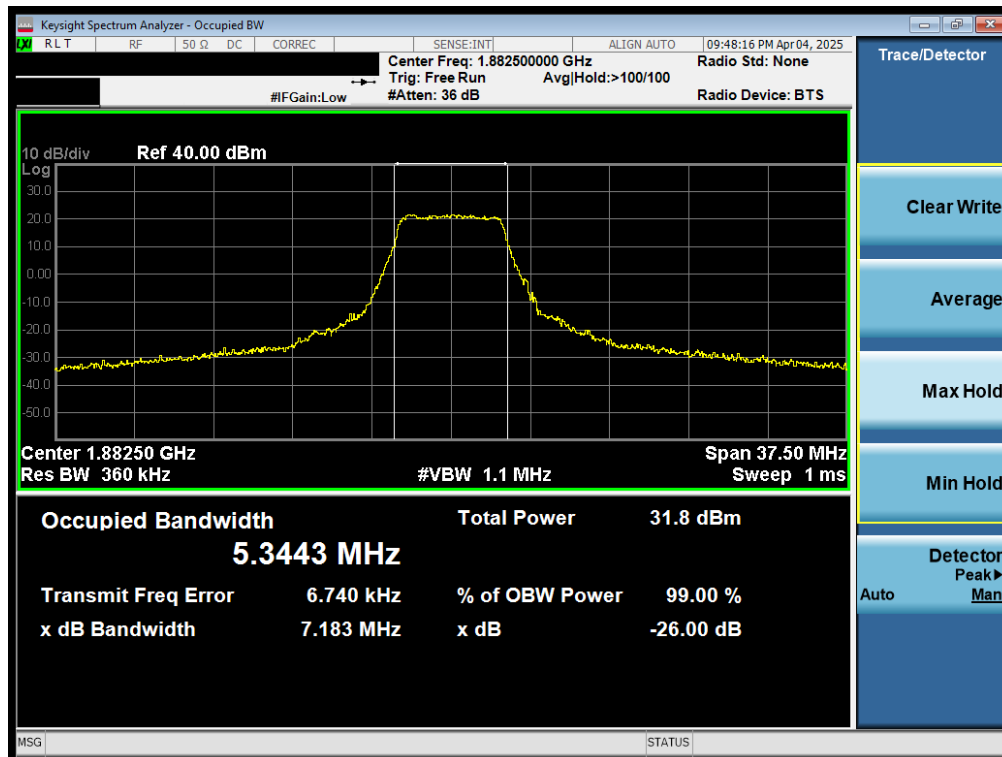 Keysight Spectrum Analyzer - Occupied BW
LXI RLT RF 50 Ω DC CORREC SENSE:INT ALIGN AUTO 09:48:16 PM Apr 04, 2025
Center Freq: 1.882500000 GHz Radio Std: None
Trig: Free Run Avg|Hold:>100/100
#IFGain:Low #Atten: 36 dB Radio Device: BTS
10 dB/div Ref 40.00 dBm
Log
30.0
20.0
10.0
0.00
-10.0
-20.0
-30.0
-40.0
-50.0
Center 1.88250 GHz Span 37.50 MHz
Res BW 360 kHz #VBW 1.1 MHz Sweep 1 ms
Occupied Bandwidth Total Power 31.8 dBm
5.3443 MHz
Transmit Freq Error 6.740 kHz % of OBW Power 99.00 %
x dB Bandwidth 7.183 MHz x dB -26.00 dB
MSG STATUS
Trace/Detector
Clear Write
Average
Max Hold
Min Hold
Detector
Peak▶
Auto Man